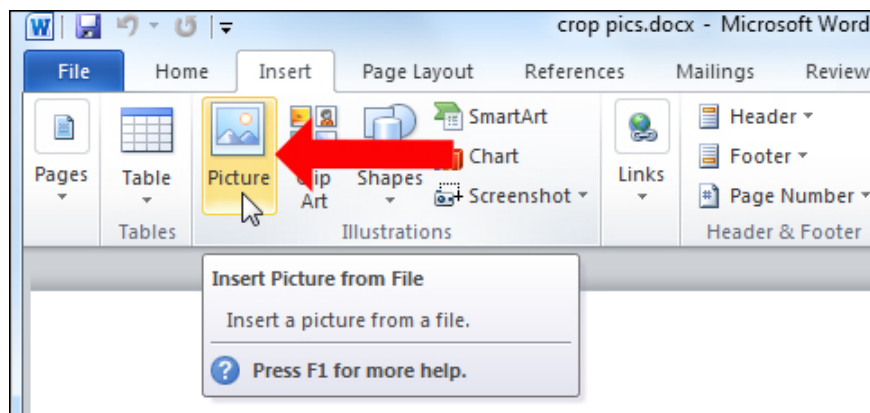 W crop pics.docx - Microsoft Word
File Home Insert Page Layout References Mailings Review
Pages
Table
Picture
Art
Shapes
SmartArt
Chart
Screenshot
Links
Header
Footer
# Page Number
Tables Illustrations Header & Footer
Insert Picture from File
Insert a picture from a file.
? Press F1 for more help.